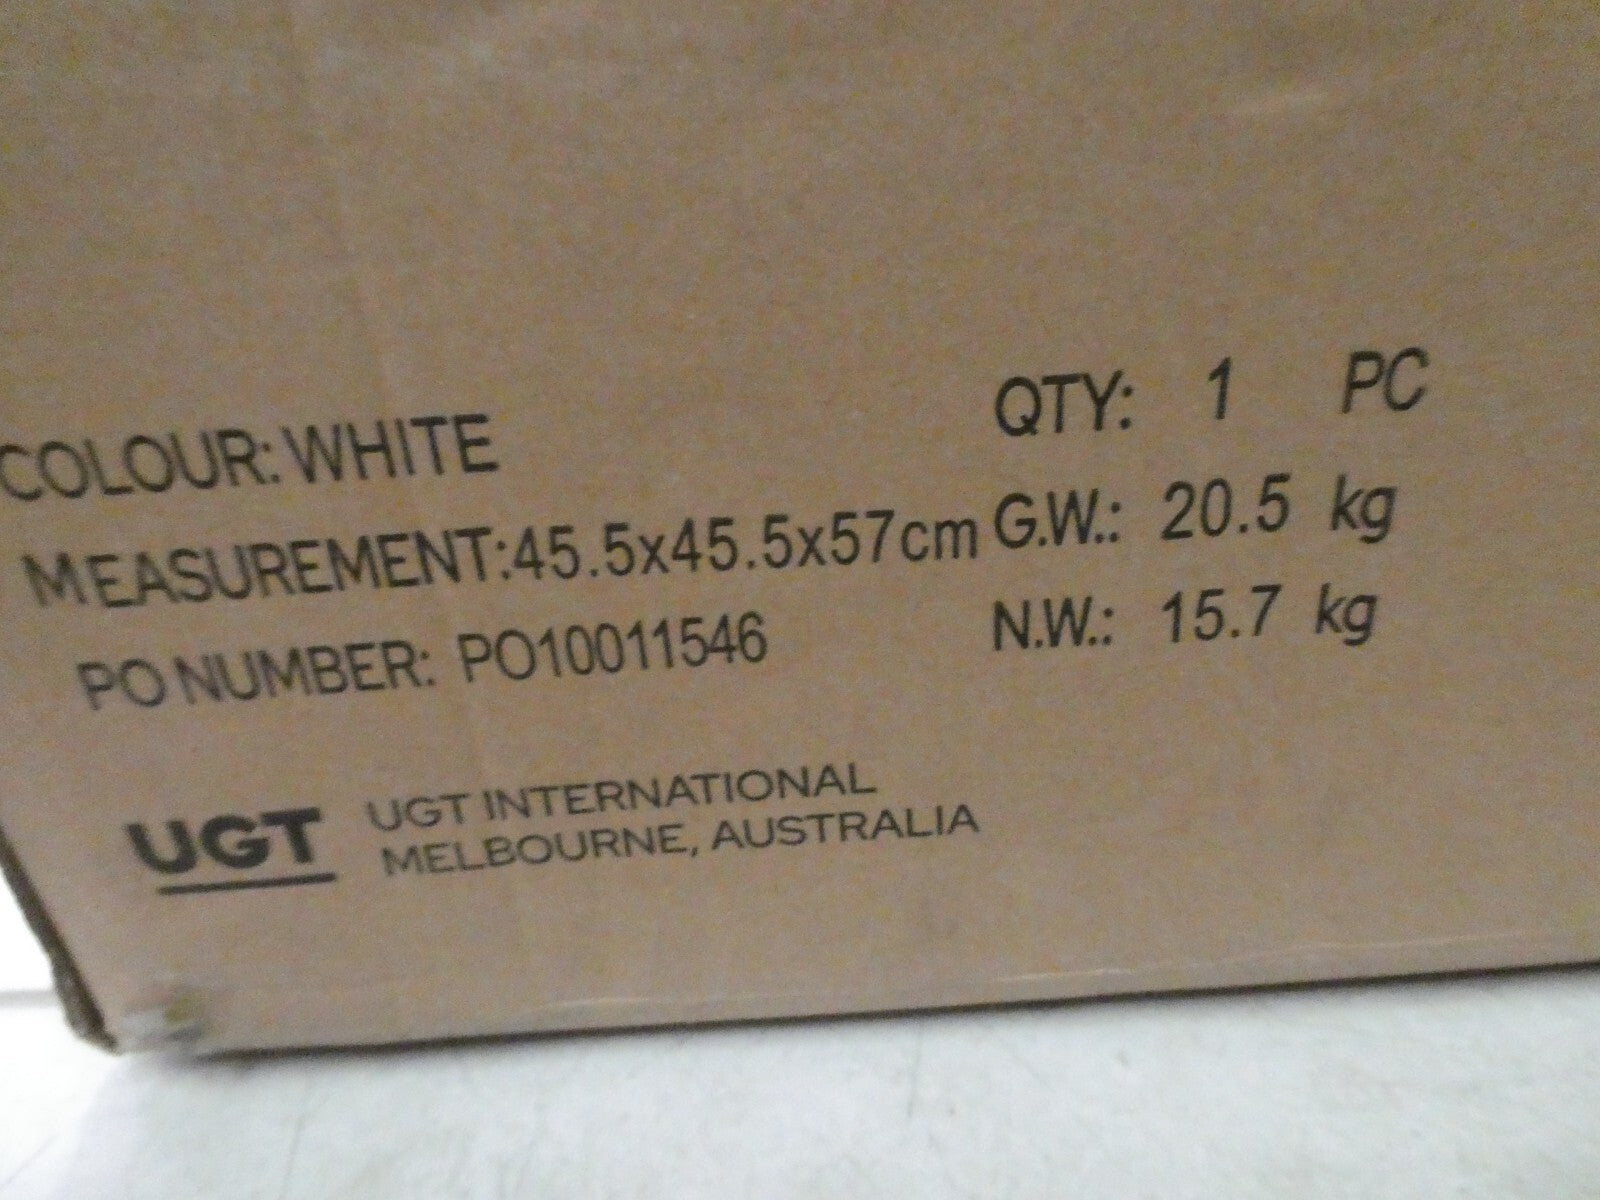 COLOUR: WHITE
MEASUREMENT:45.5x45.5x57cm
PO NUMBER: PO10011546
QTY: 1 PC
G.W.: 20.5 kg
N.W.: 15.7 kg
UGT
UGT INTERNATIONAL
MELBOURNE, AUSTRALIA